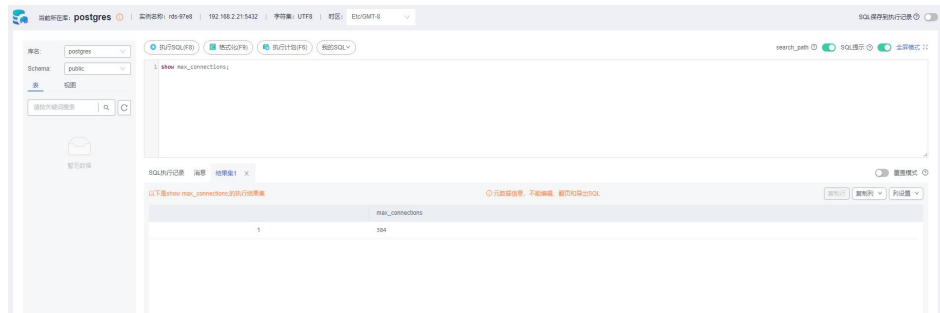 当前所在库: postgres 实例名称: rds-97e8 | 192.168.2.21:5432 | 字符集: UTF8 | 时区: Etc/GMT-8 SQL保存到执行记录
库名: postgres 执行SQL(F8) 格式化(F9) 执行计划(F6) 我的SQL search_path SQL提示 全屏模式
Schema: public
表 视图
请按关键词搜索
暂无数据
1 show max_connections;
SQL执行记录 消息 结果集1 × 覆盖模式
以下是show max_connections;的执行结果集 元数据信息，不能编辑、翻页和导出SQL 复制行 复制列 列设置
max_connections
1 504